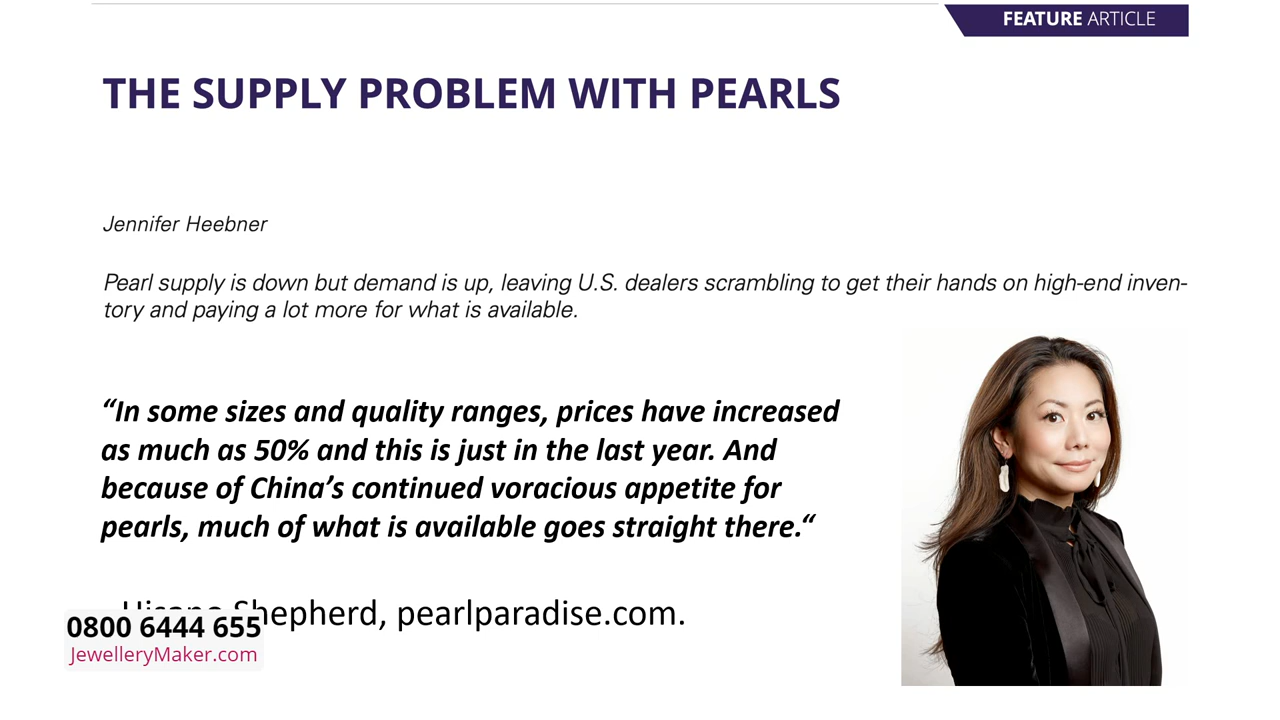 FEATURE ARTICLE
THE SUPPLY PROBLEM WITH PEARLS
Jennifer Heebner
Pearl supply is down but demand is up, leaving U.S. dealers scrambling to get their hands on high-end inven-
tory and paying a lot more for what is available.
“In some sizes and quality ranges, prices have increased
as much as 50% and this is just in the last year. And
because of China’s continued voracious appetite for
pearls, much of what is available goes straight there.“
Shepherd, pearlparadise.com.
0800 6444 655
JewelleryMaker.com